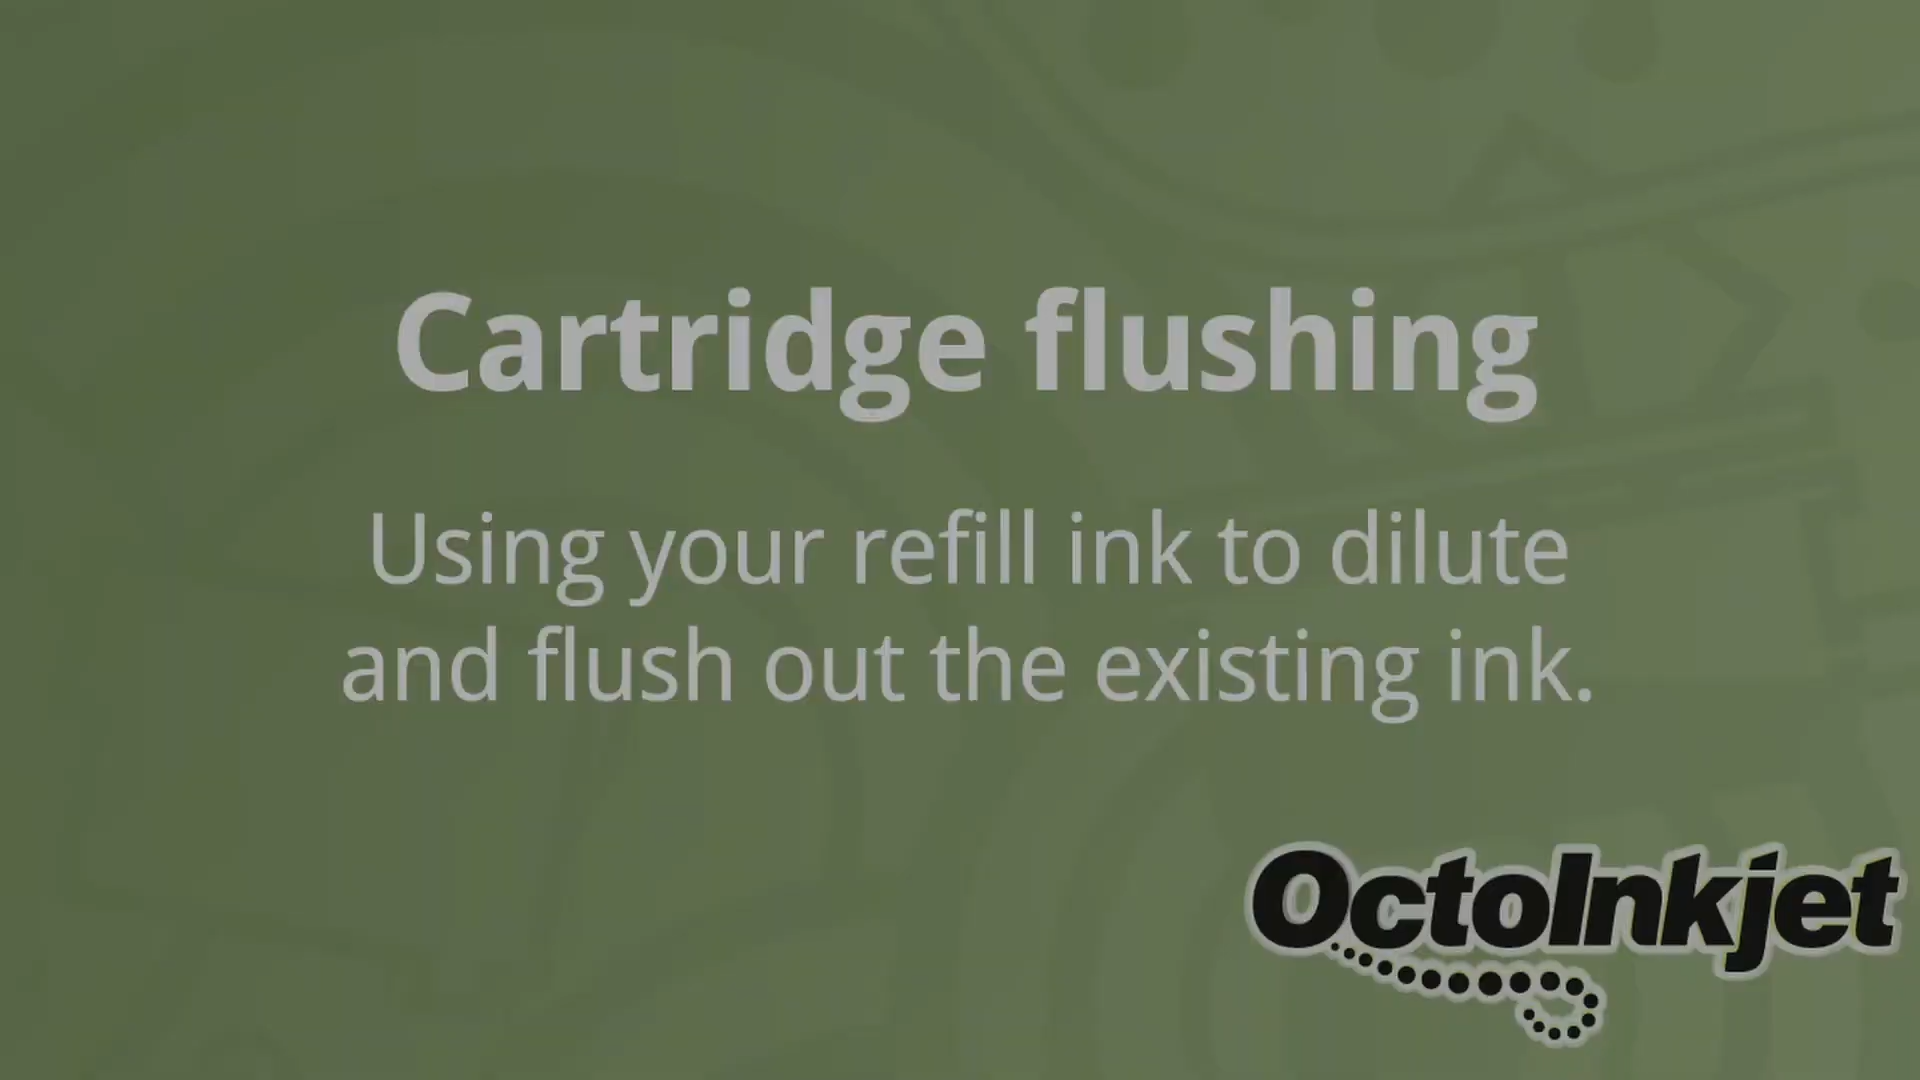 Cartridge flushing
Using your refill ink to dilute
and flush out the existing ink.
OctoInkjet